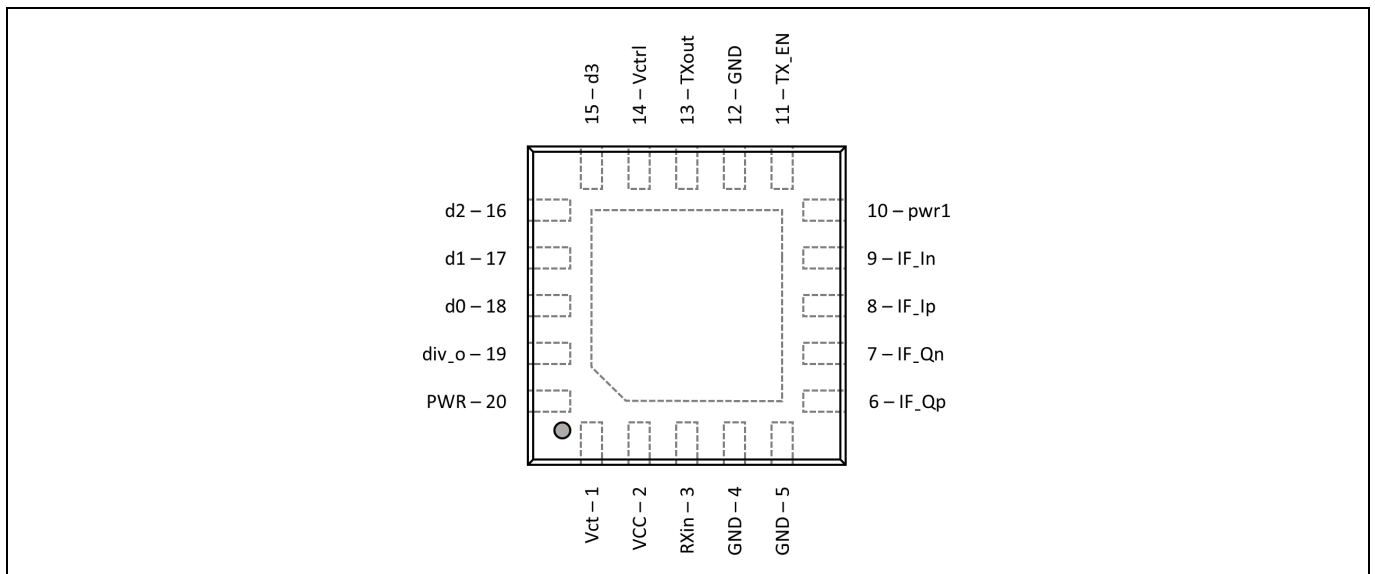 15 – d3
14 – Vctrl
13 – TXout
12 – GND
11 – TX_EN
d2 – 16
d1 – 17
d0 – 18
div_o – 19
PWR – 20
10 – pwr1
9 – IF_In
8 – IF_Ip
7 – IF_Qn
6 – IF_Qp
Vct – 1
VCC – 2
RXin – 3
GND – 4
GND – 5